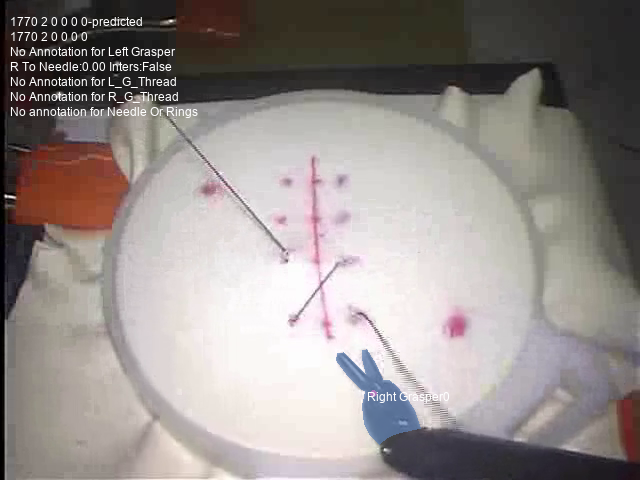 1770 2 0 0 0 0-predicted
1770 2 0 0 0 0
No Annotation for Left Grasper
R To Needle:0.00 Inters:False
No Annotation for L_G_Thread
No Annotation for R_G_Thread
No annotation for Needle Or Rings
Right Grasper0